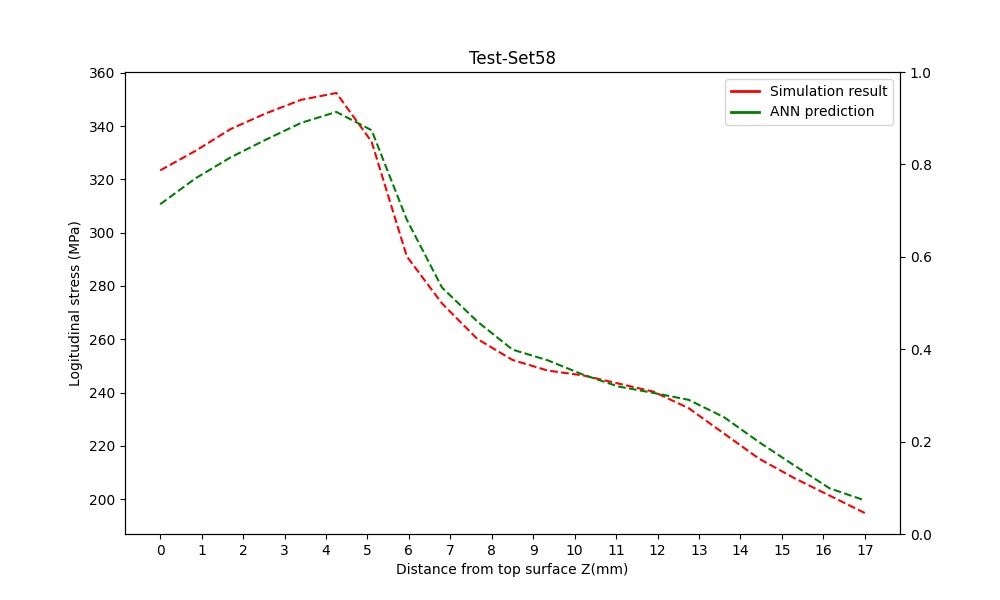 Test-Set58
360
340
320
300
280
260
240
220
200
Logitudinal stress (MPa)
1.0
0.8
0.6
0.4
0.2
0.0
Simulation result
ANN prediction
0 1 2 3 4 5 6 7 8 9 10 11 12 13 14 15 16 17
Distance from top surface Z(mm)